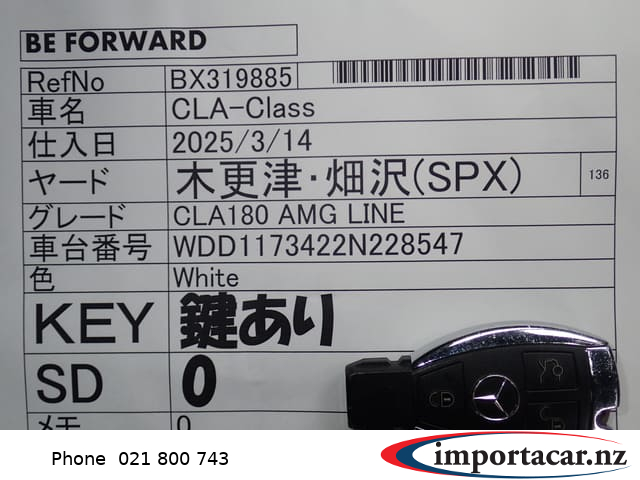 BE FORWARD
RefNo BX319885
車名 CLA-Class
仕入日 2025/3/14
ヤード 木更津・畑沢(SPX) 136
グレード CLA180 AMG LINE
車台番号 WDD1173422N228547
色 White
KEY 鍵あり
SD 0
メモ 0
Phone 021 800 743
importacar.nz